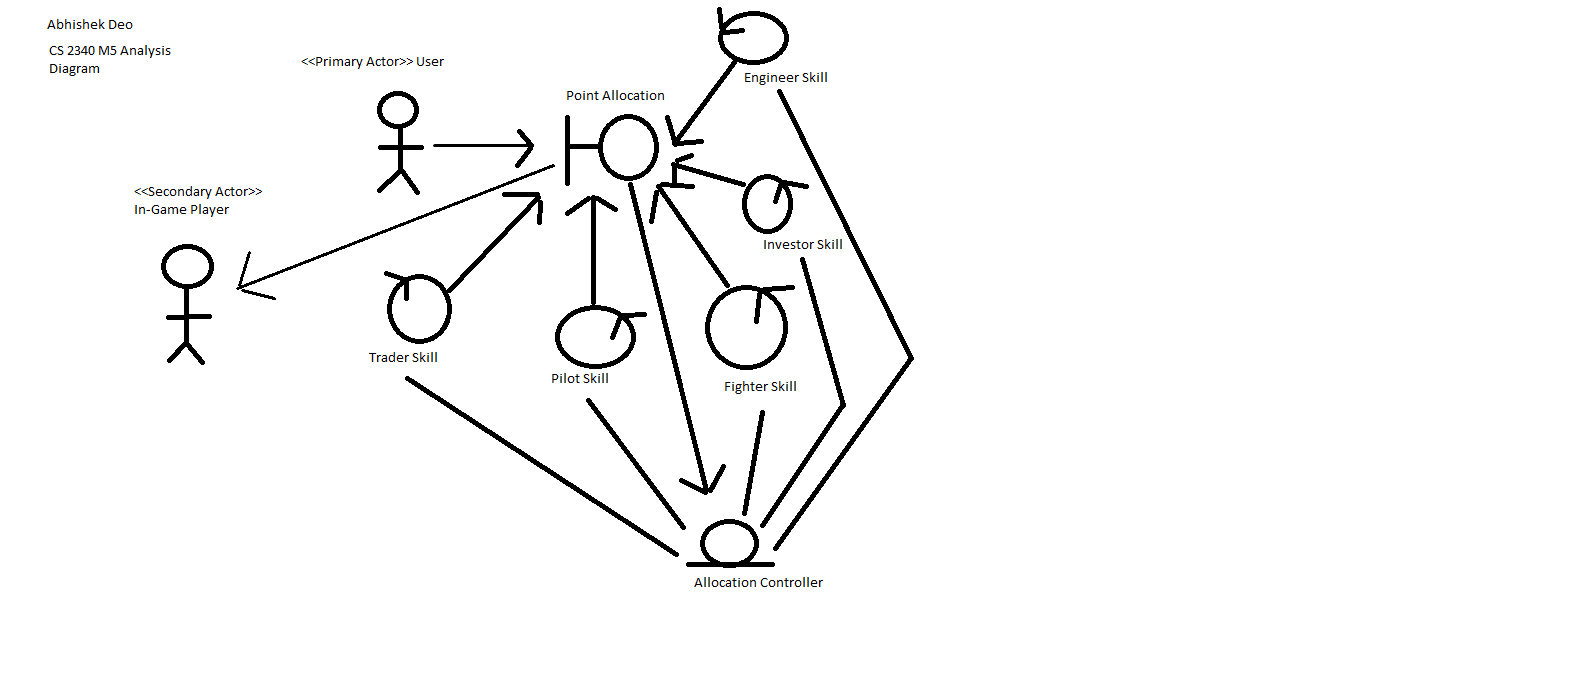 Abhishek Deo
CS 2340 M5 Analysis
Diagram
<<Primary Actor>> User
Engineer Skill
Point Allocation
<<Secondary Actor>>
In-Game Player
Investor Skill
Trader Skill
Pilot Skill
Fighter Skill
Allocation Controller